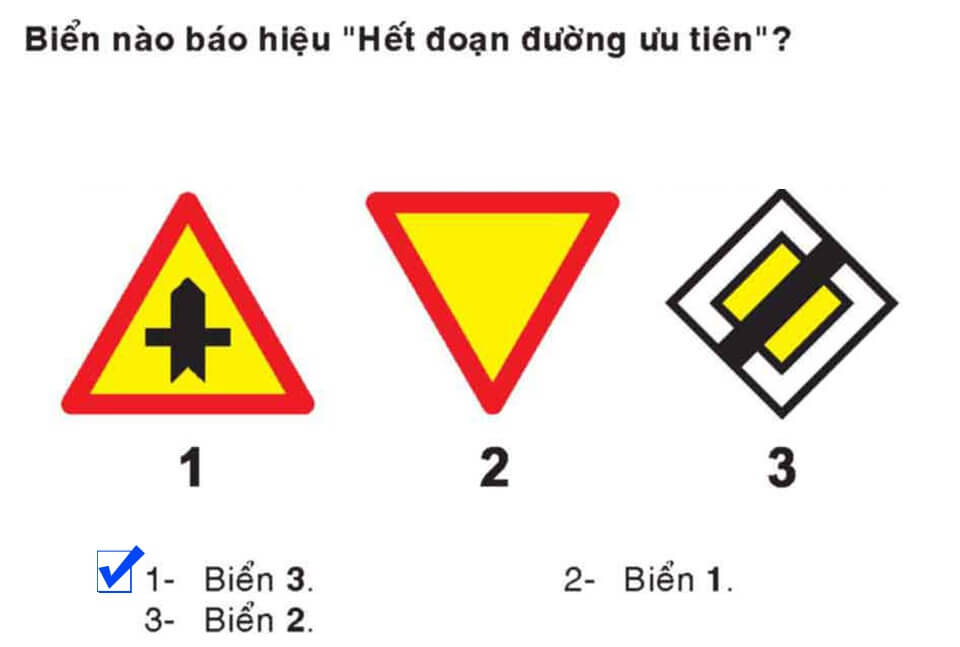 Biển nào báo hiệu "Hết đoạn đường ưu tiên"?
1 2 3
1- Biển 3. 2- Biển 1.
3- Biển 2.